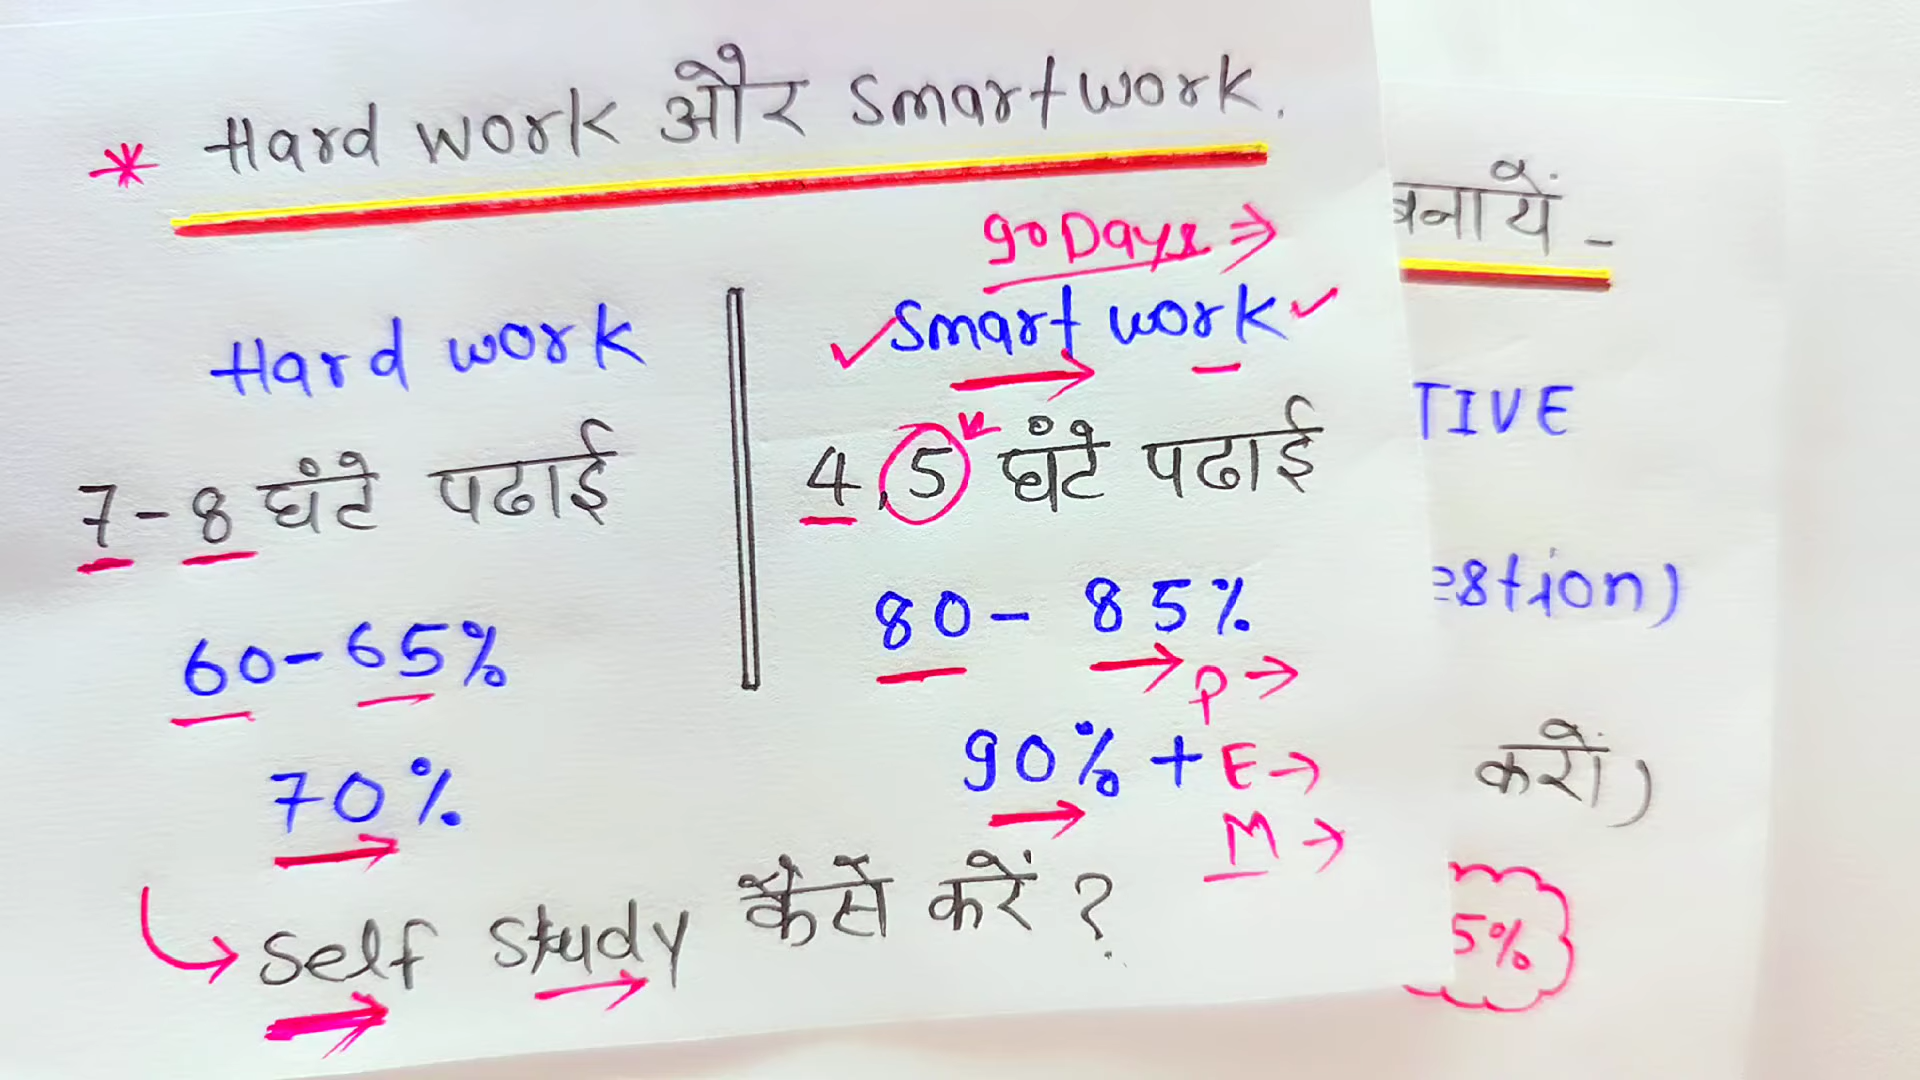 * Hard work और Smart work.
90 Days ⇒
Hard work
✓ Smart work ✓
7-8 घंटे पढाई
4,5 घंटे पढाई
60-65%
80-85%
P →
70%
90% +
E →
M →
Self study कैसे करें ?
बनायें -
TIVE
estion)
करों)
5%